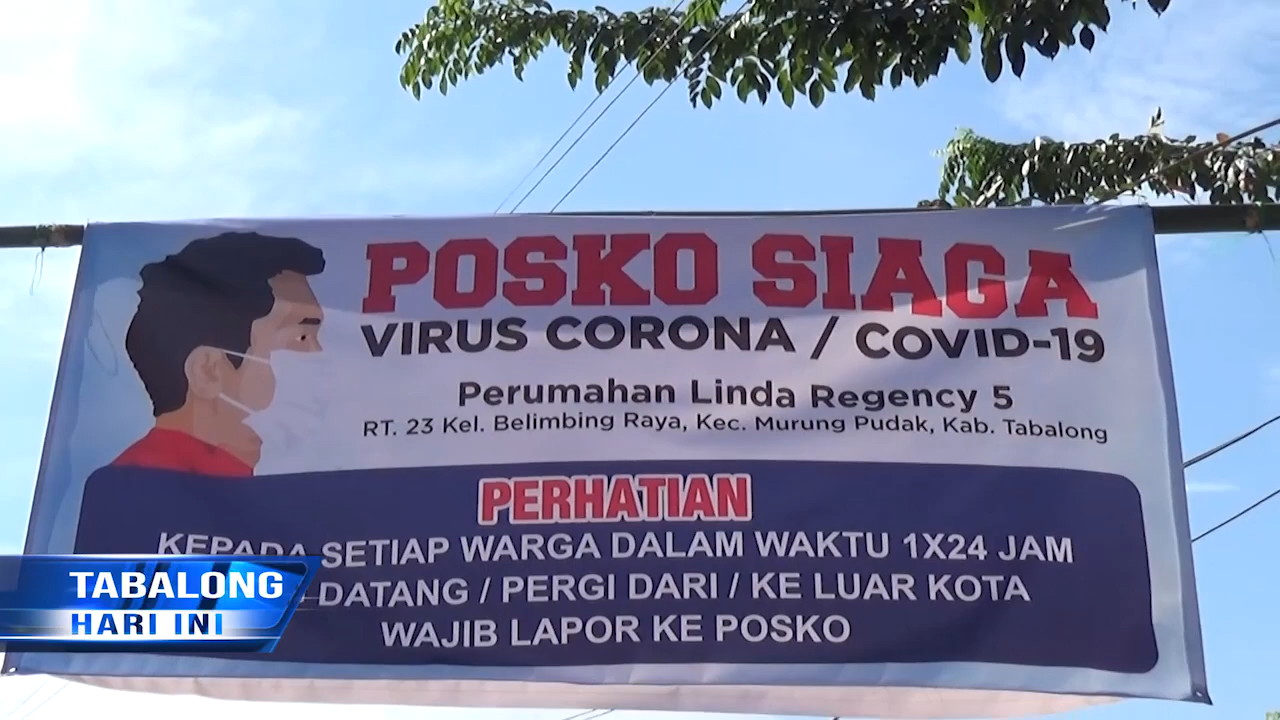 POSKO SIAGA
VIRUS CORONA / COVID-19
Perumahan Linda Regency 5
RT. 23 Kel. Belimbing Raya, Kec. Murung Pudak, Kab. Tabalong
PERHATIAN
KEPADA SETIAP WARGA DALAM WAKTU 1X24 JAM
DATANG / PERGI DARI / KE LUAR KOTA
WAJIB LAPOR KE POSKO
TABALONG
HARI INI